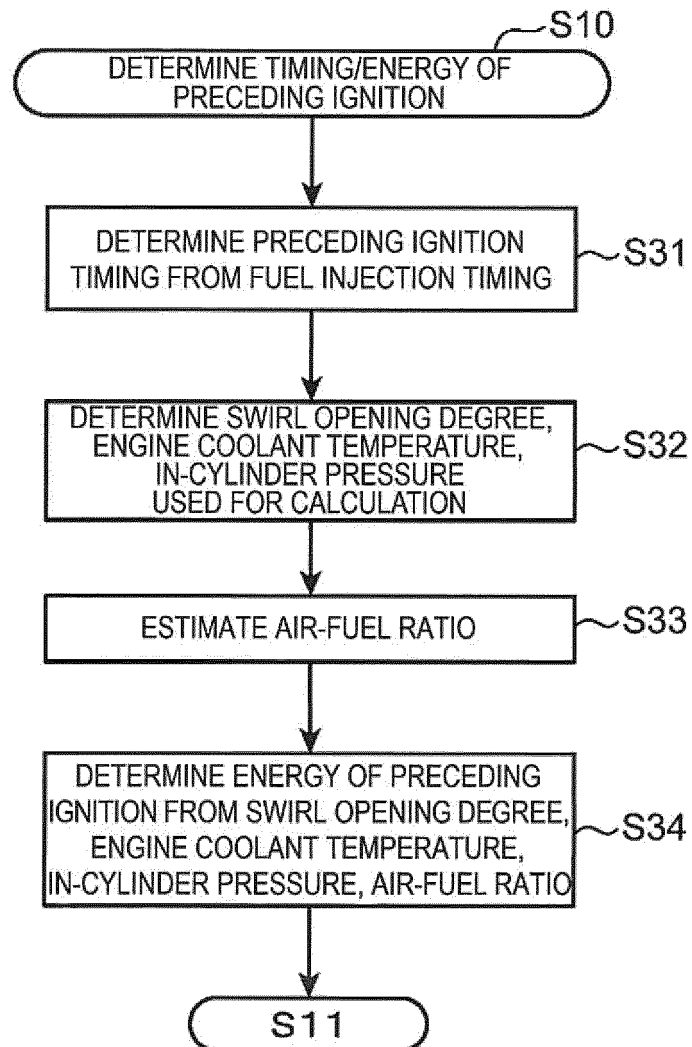 S10
DETERMINE TIMING/ENERGY OF
PRECEDING IGNITION
DETERMINE PRECEDING IGNITION
TIMING FROM FUEL INJECTION TIMING
S31
DETERMINE SWIRL OPENING DEGREE,
ENGINE COOLANT TEMPERATURE,
IN-CYLINDER PRESSURE
USED FOR CALCULATION
S32
ESTIMATE AIR-FUEL RATIO
S33
DETERMINE ENERGY OF PRECEDING
IGNITION FROM SWIRL OPENING DEGREE,
ENGINE COOLANT TEMPERATURE,
IN-CYLINDER PRESSURE, AIR-FUEL RATIO
S34
S11